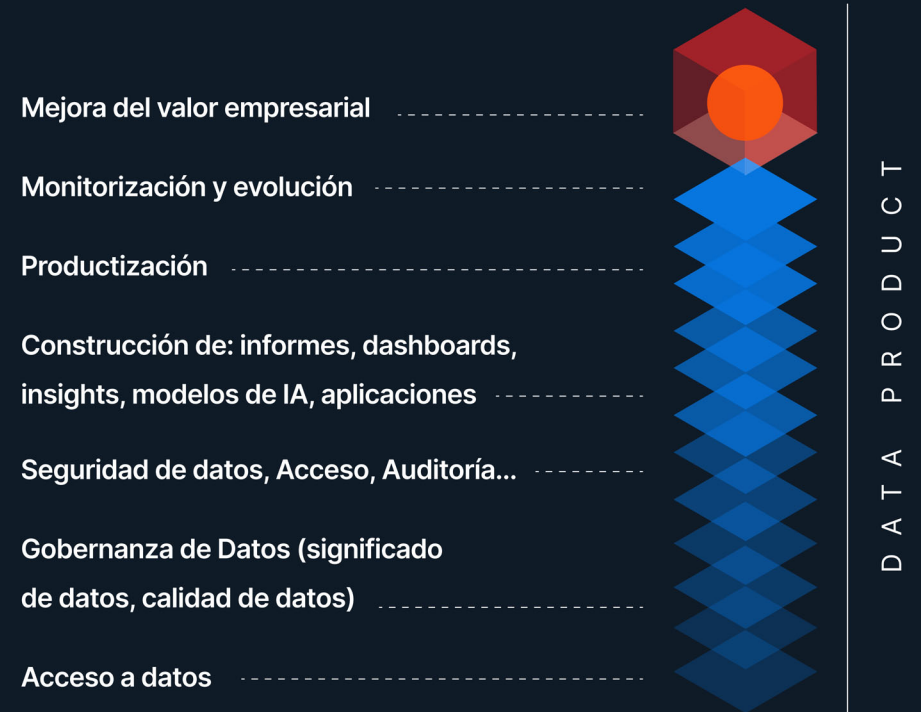 Mejora del valor empresarial
Monitorización y evolución
Productización
Construcción de: informes, dashboards,
insights, modelos de IA, aplicaciones
Seguridad de datos, Acceso, Auditoría...
Gobernanza de Datos (significado
de datos, calidad de datos)
Acceso a datos
DATA PRODUCT